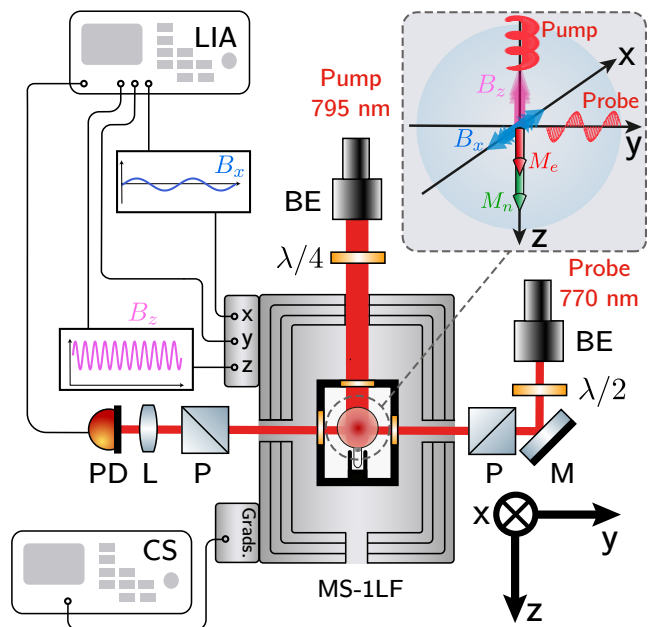 LIA
Pump
795 nm
Pump
x
B_z
Probe
B_x
y
M_e
M_n
z
B_x
BE
λ/4
Probe
770 nm
BE
B_z
x
y
z
λ/2
PD
L
P
P
M
Grads.
CS
MS-1LF
x
y
z